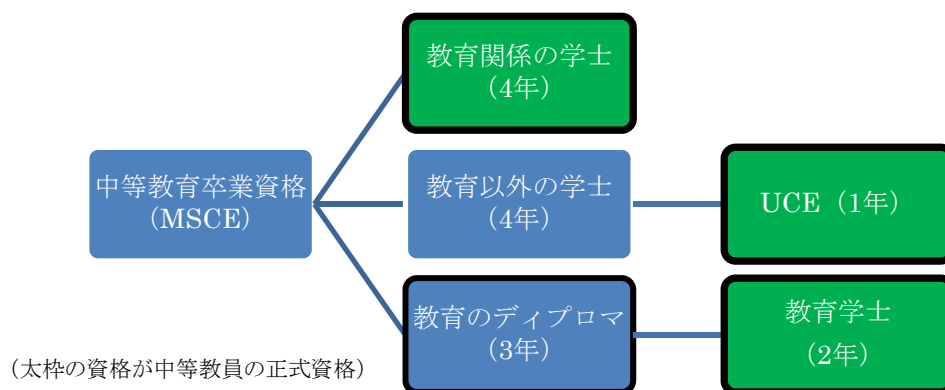 教育関係の学士
（4年）
中等教育卒業資格
（MSCE）
教育以外の学士
（4年）
UCE（1年）
教育のディプロマ
（3年）
教育学士
（2年）
（太枠の資格が中等教員の正式資格）